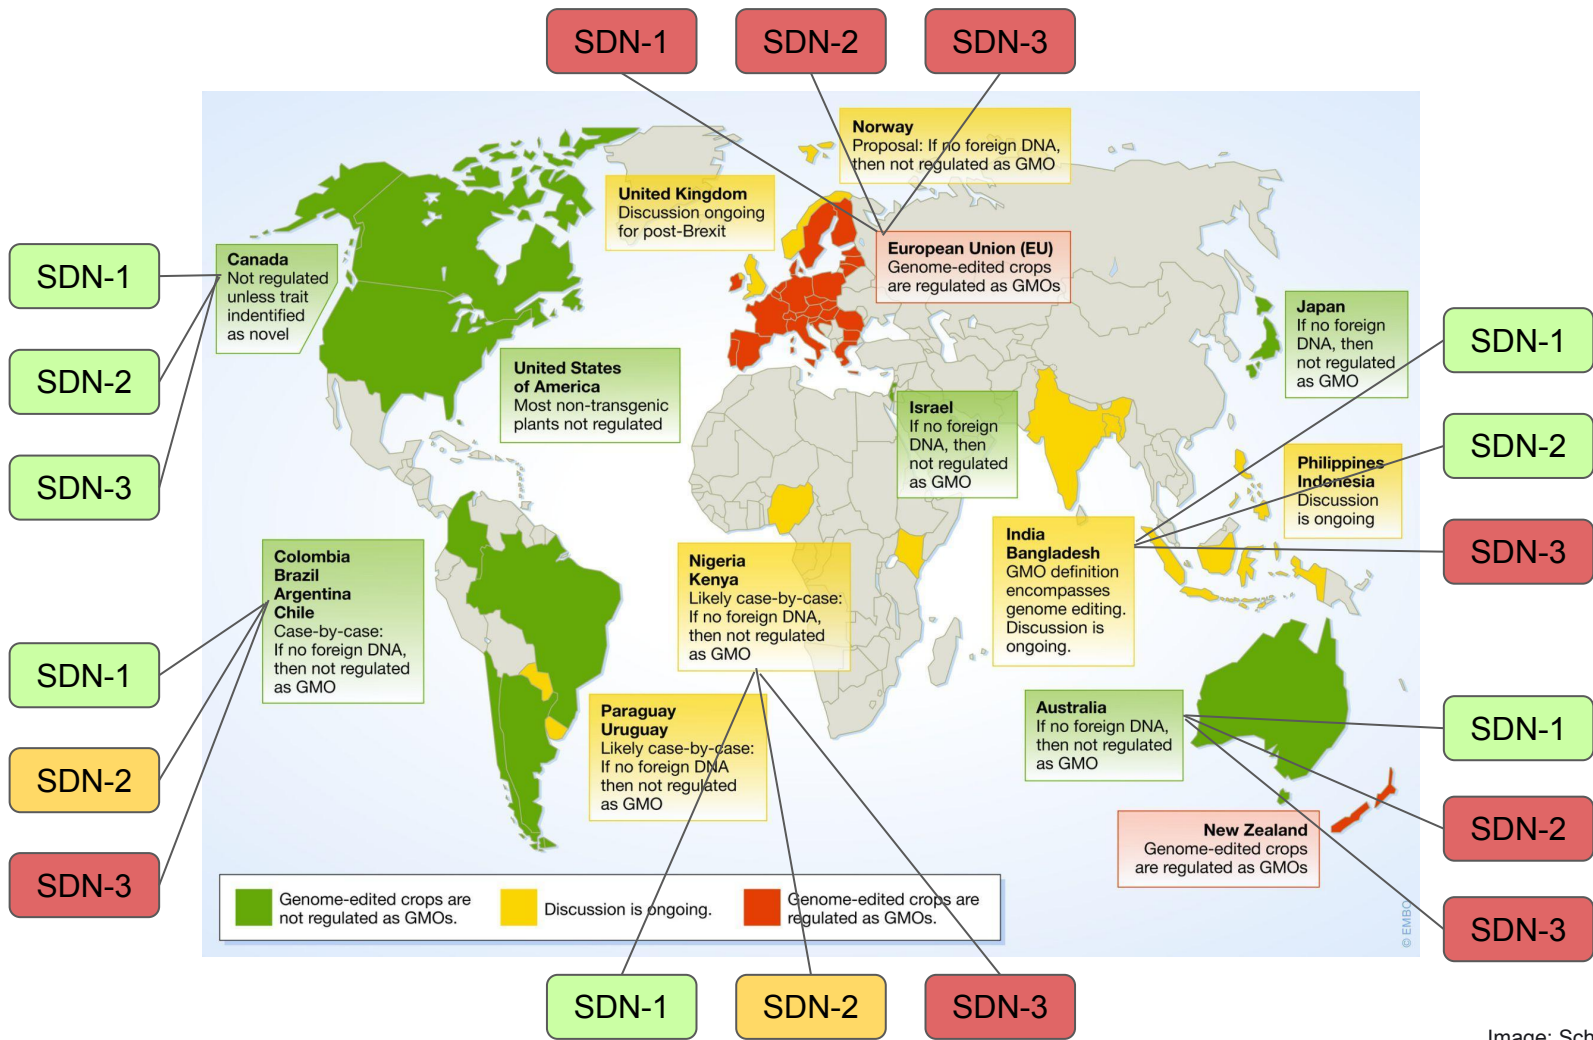 SDN-1
SDN-2
SDN-3
Norway
Proposal: If no foreign DNA,
then not regulated as GMO
United Kingdom
Discussion ongoing
for post-Brexit
European Union (EU)
Genome-edited crops
are regulated as GMOs
SDN-1
SDN-2
SDN-3
Canada
Not regulated
unless trait
indentified
as novel
United States
of America
Most non-transgenic
plants not regulated
Japan
If no foreign
DNA, then
not regulated
as GMO
Israel
If no foreign
DNA, then
not regulated
as GMO
SDN-1
SDN-2
SDN-3
Philippines
Indonesia
Discussion
is ongoing
India
Bangladesh
GMO definition
encompasses
genome editing.
Discussion is
ongoing.
Colombia
Brazil
Argentina
Chile
Case-by-case:
If no foreign DNA,
then not regulated
as GMO
SDN-1
SDN-2
SDN-3
Nigeria
Kenya
Likely case-by-case:
If no foreign DNA,
then not regulated
as GMO
Paraguay
Uruguay
Likely case-by-case:
If no foreign DNA
then not regulated
as GMO
Australia
If no foreign DNA,
then not regulated
as GMO
SDN-1
SDN-2
SDN-3
New Zealand
Genome-edited crops
are regulated as GMOs
Genome-edited crops are
not regulated as GMOs.
Discussion is ongoing.
Genome-edited crops are
regulated as GMOs.
© EMBO
SDN-1
SDN-2
SDN-3
Image: Sch